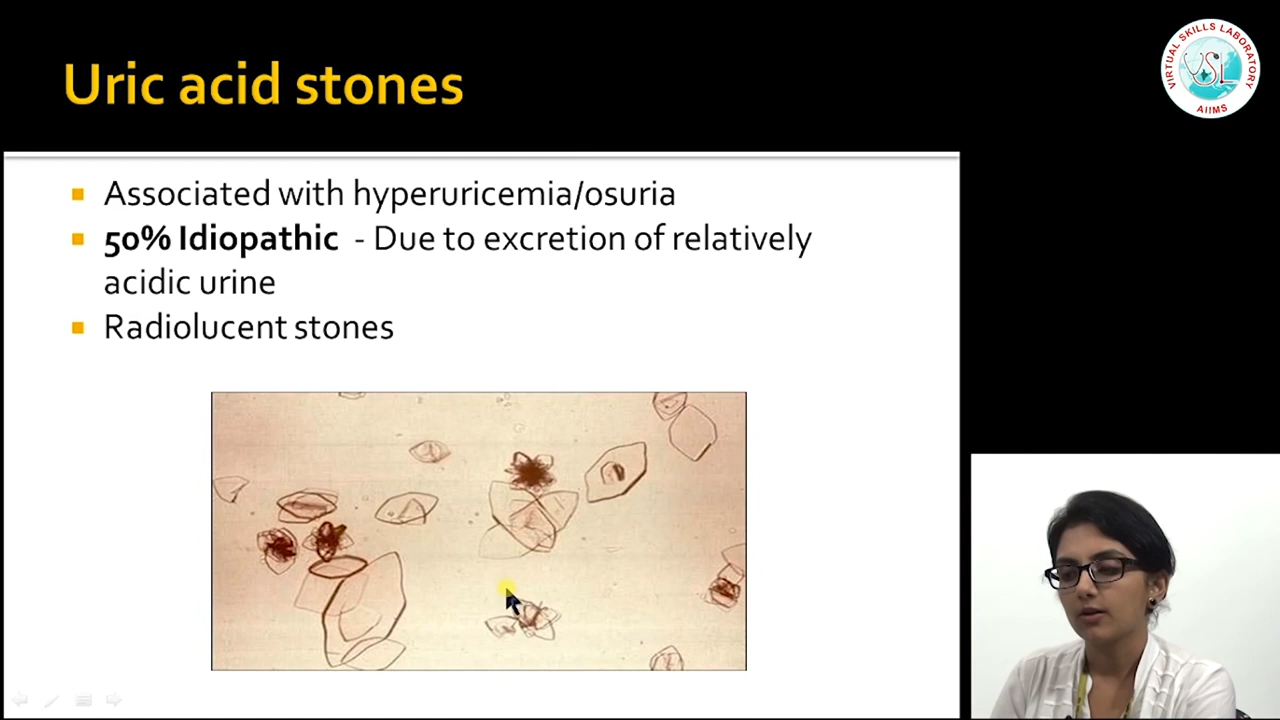 Uric acid stones
VIRTUAL SKILLS LABORATORY
VSL
AIIMS
Associated with hyperuricemia/osuria
50% Idiopathic - Due to excretion of relatively
acidic urine
Radiolucent stones